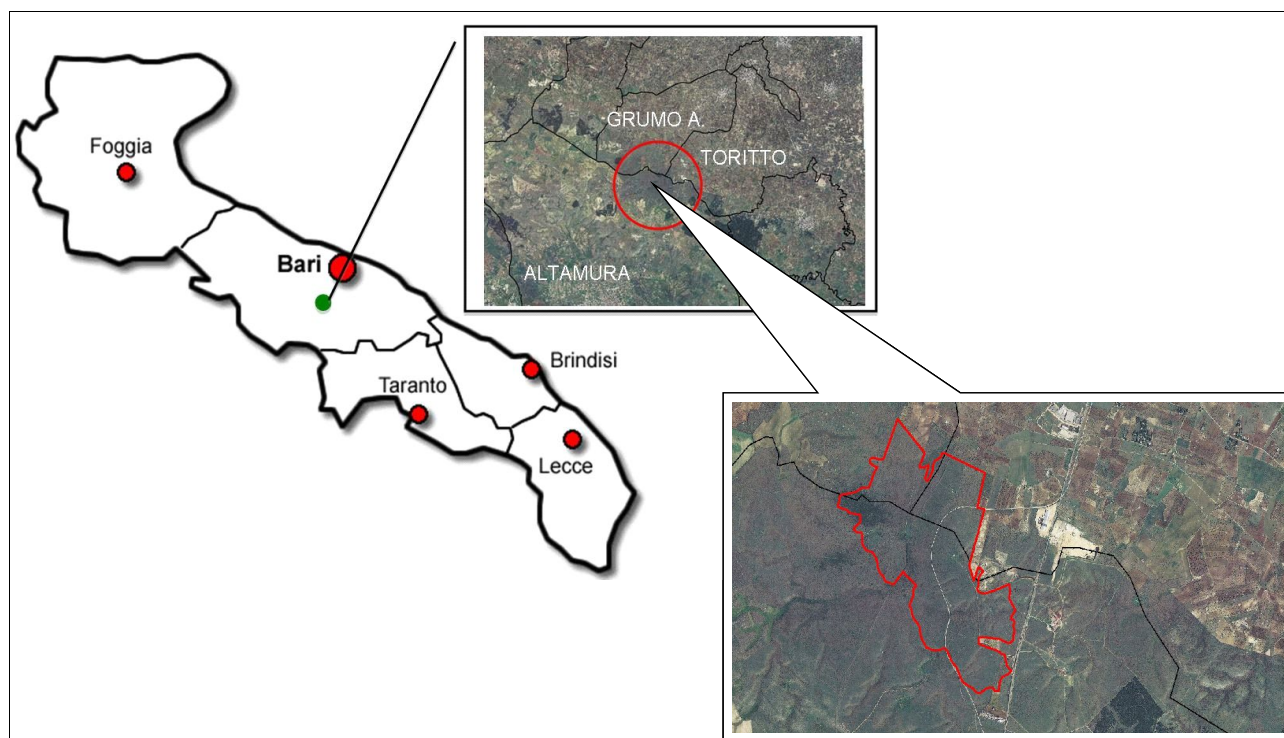 Foggia
Bari
Taranto
Brindisi
Lecce
GRUMO A.
TORITTO
ALTAMURA